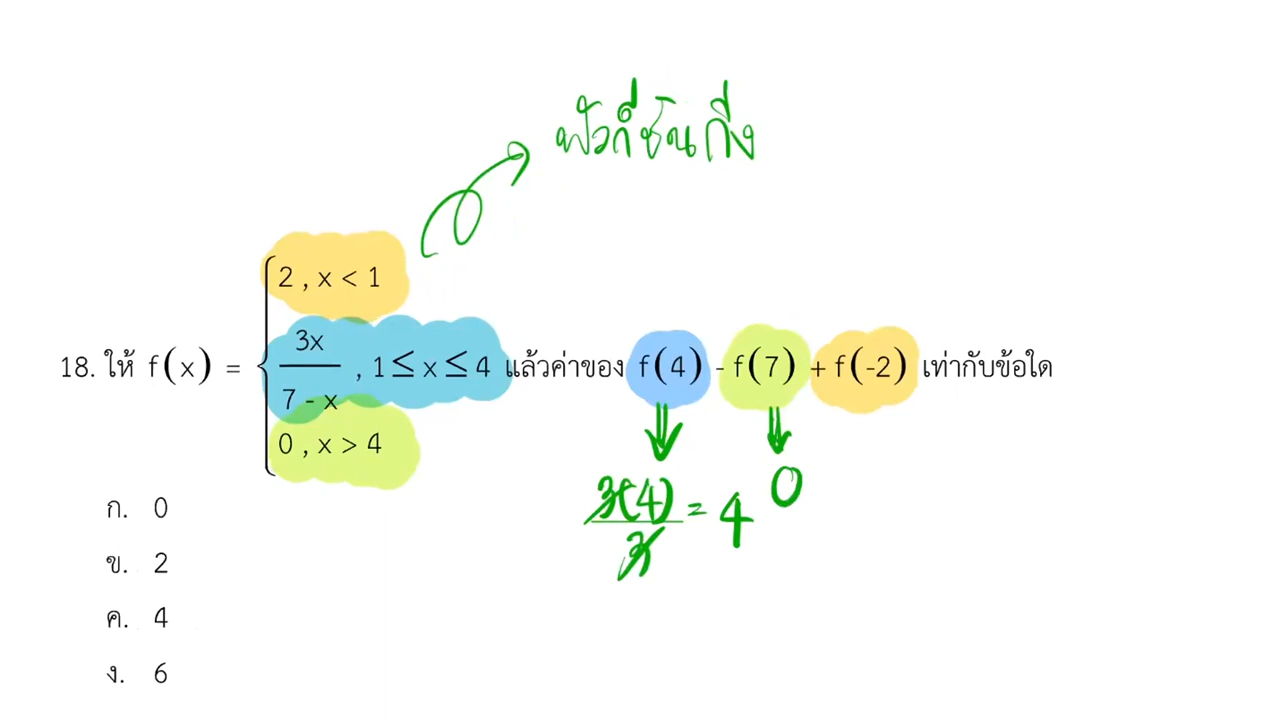 ฟังก์ชันกิ่ง
2 , x < 1
18. ให้ f(x) = 3x / 7 - x , 1 ≤ x ≤ 4 แล้วค่าของ f(4) - f(7) + f(-2) เท่ากับข้อใด
0 , x > 4
3(4) / 3 = 4 0
ก. 0
ข. 2
ค. 4
ง. 6